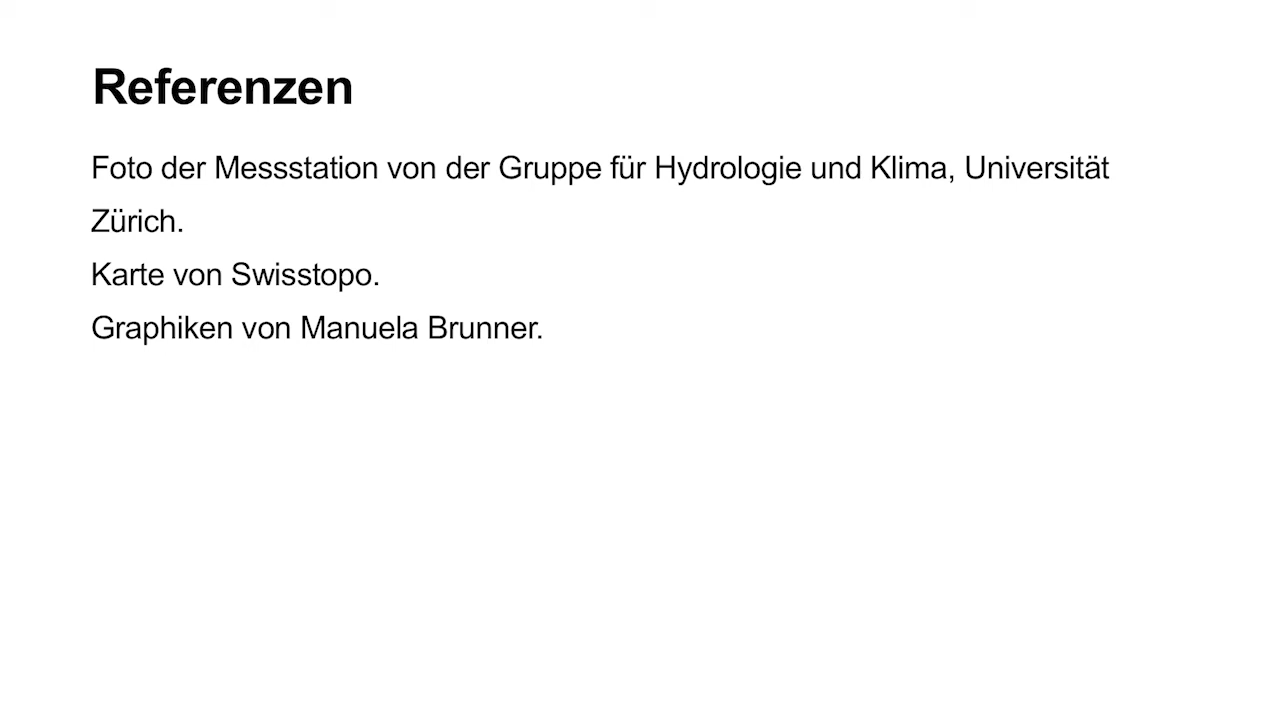 Referenzen
Foto der Messstation von der Gruppe für Hydrologie und Klima, Universität
Zürich.
Karte von Swisstopo.
Graphiken von Manuela Brunner.